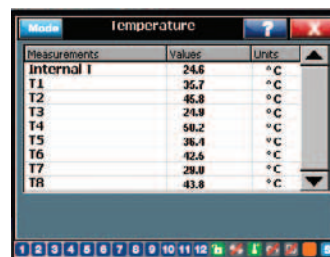 Mode Temperature ? X
Measurements Values Units
Internal T 24.6 °C
T1 35.7 °C
T2 45.8 °C
T3 24.9 °C
T4 50.2 °C
T5 36.4 °C
T6 42.6 °C
T7 29.0 °C
T8 43.8 °C
1 2 3 4 5 6 7 8 9 10 11 12